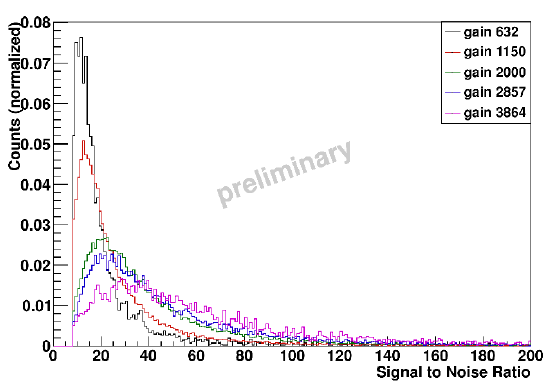 0.08
0.07
0.06
0.05
0.04
0.03
0.02
0.01
0
Counts (normalized)
gain 632
gain 1150
gain 2000
gain 2857
gain 3864
preliminary
0 20 40 60 80 100 120 140 160 180 200
Signal to Noise Ratio